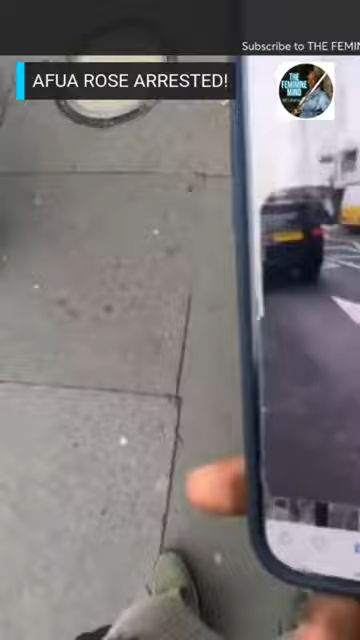 Subscribe to THE FEMIN
AFUA ROSE ARRESTED!
THE
FEMININE
MIND